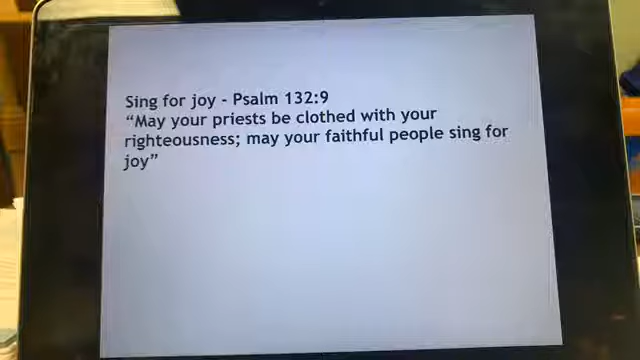 Sing for joy - Psalm 132:9
“May your priests be clothed with your
righteousness; may your faithful people sing for
joy”